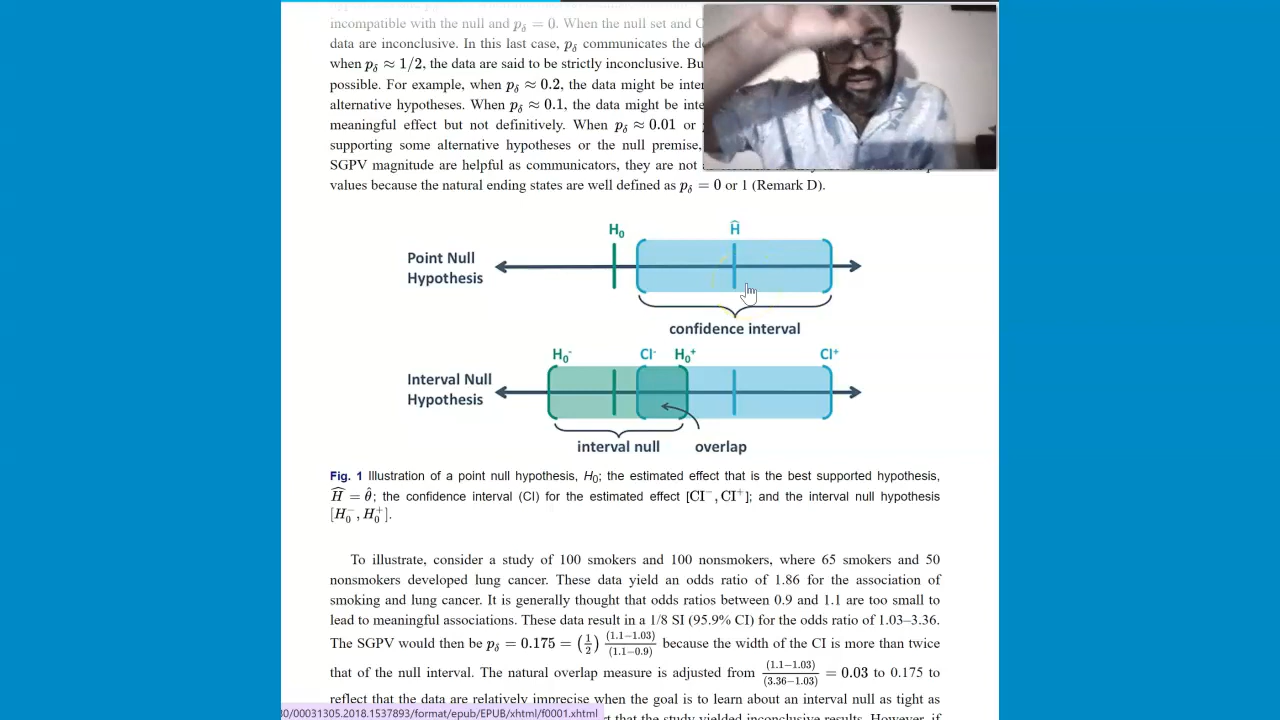 incompatible with the null and pδ = 0. When the null set and C
data are inconclusive. In this last case, pδ communicates the de
when pδ ≈ 1/2, the data are said to be strictly inconclusive. Bu
possible. For example, when pδ ≈ 0.2, the data might be inter
alternative hypotheses. When pδ ≈ 0.1, the data might be inte
meaningful effect but not definitively. When pδ ≈ 0.01 or
supporting some alternative hypotheses or the null premise,
SGPV magnitude are helpful as communicators, they are not
values because the natural ending states are well defined as pδ = 0 or 1 (Remark D).
H₀ Ĥ
Point Null
Hypothesis
confidence interval
H₀⁻ CI⁻ H₀⁺ CI⁺
Interval Null
Hypothesis
interval null overlap
Fig. 1 Illustration of a point null hypothesis, H₀; the estimated effect that is the best supported hypothesis,
Ĥ = θ̂; the confidence interval (CI) for the estimated effect [CI⁻, CI⁺]; and the interval null hypothesis
[H₀⁻, H₀⁺].
To illustrate, consider a study of 100 smokers and 100 nonsmokers, where 65 smokers and 50
nonsmokers developed lung cancer. These data yield an odds ratio of 1.86 for the association of
smoking and lung cancer. It is generally thought that odds ratios between 0.9 and 1.1 are too small to
lead to meaningful associations. These data result in a 1/8 SI (95.9% CI) for the odds ratio of 1.03–3.36.
The SGPV would then be pδ = 0.175 = (1/2) (1.1−1.03)/(1.1−0.9) because the width of the CI is more than twice
that of the null interval. The natural overlap measure is adjusted from (1.1−1.03)/(3.36−1.03) = 0.03 to 0.175 to
reflect that the data are relatively imprecise when the goal is to learn about an interval null as tight as
30/00031305.2018.1537893/format/epub/EPUB/xhtml/f0001.xhtml
that the study yielded inconclusive results. However, if